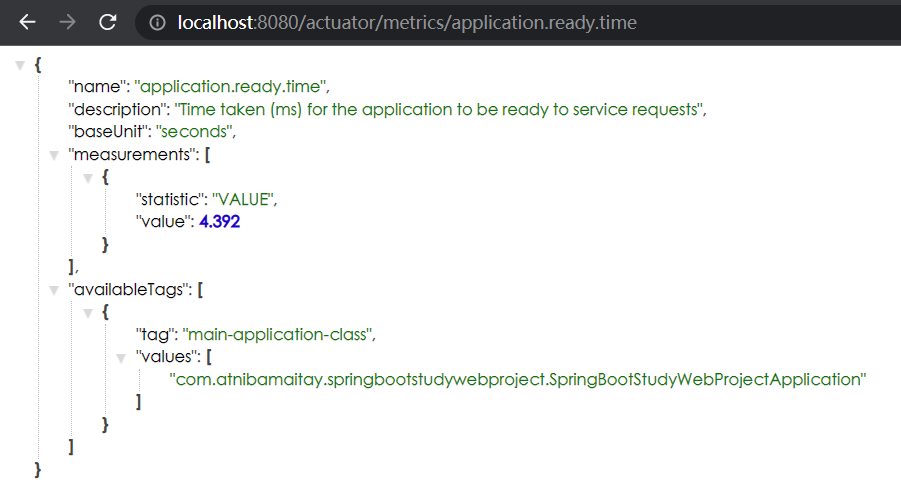 localhost:8080/actuator/metrics/application.ready.time
{
"name": "application.ready.time",
"description": "Time taken (ms) for the application to be ready to service requests",
"baseUnit": "seconds",
"measurements": [
{
"statistic": "VALUE",
"value": 4.392
}
],
"availableTags": [
{
"tag": "main-application-class",
"values": [
"com.atnibamaitay.springbootstudywebproject.SpringBootStudyWebProjectApplication"
]
}
]
}